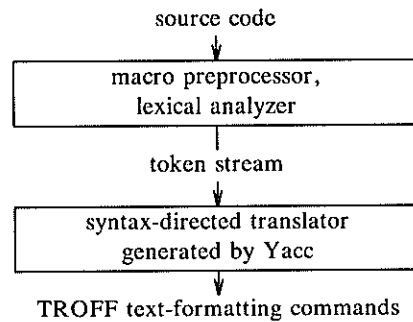 source code
macro preprocessor,
lexical analyzer
token stream
syntax-directed translator
generated by Yacc
TROFF text-formatting commands